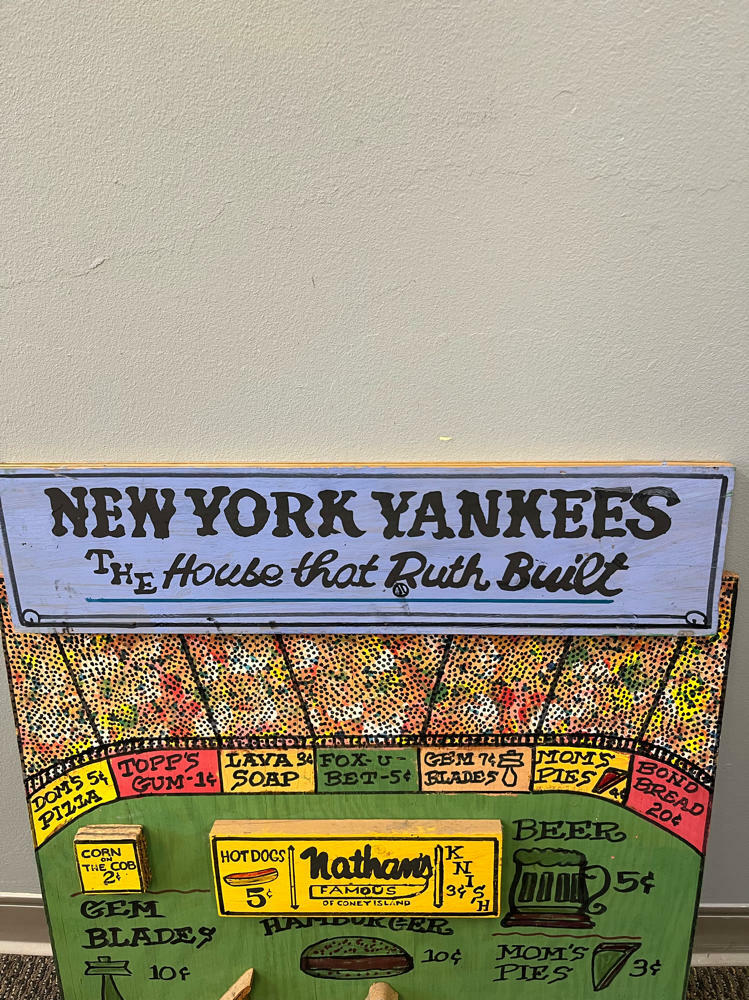 NEW YORK YANKEES
THE House that Ruth Built
DOM'S 5¢
PIZZA
TOPP'S
GUM-1¢
LAVA 3¢
SOAP
FOX-U-
BET-5¢
GEM 7¢
BLADES
MOM'S
PIES 4¢
BOND
BREAD
20¢
CORN
ON
THE COB
2¢
HOT DOGS
5¢
Nathan's
FAMOUS
OF CONEY ISLAND
KNISH
3¢
BEER
5¢
GEM
BLADES
10¢
HAMBURGER
10¢
MOM'S
PIES 3¢